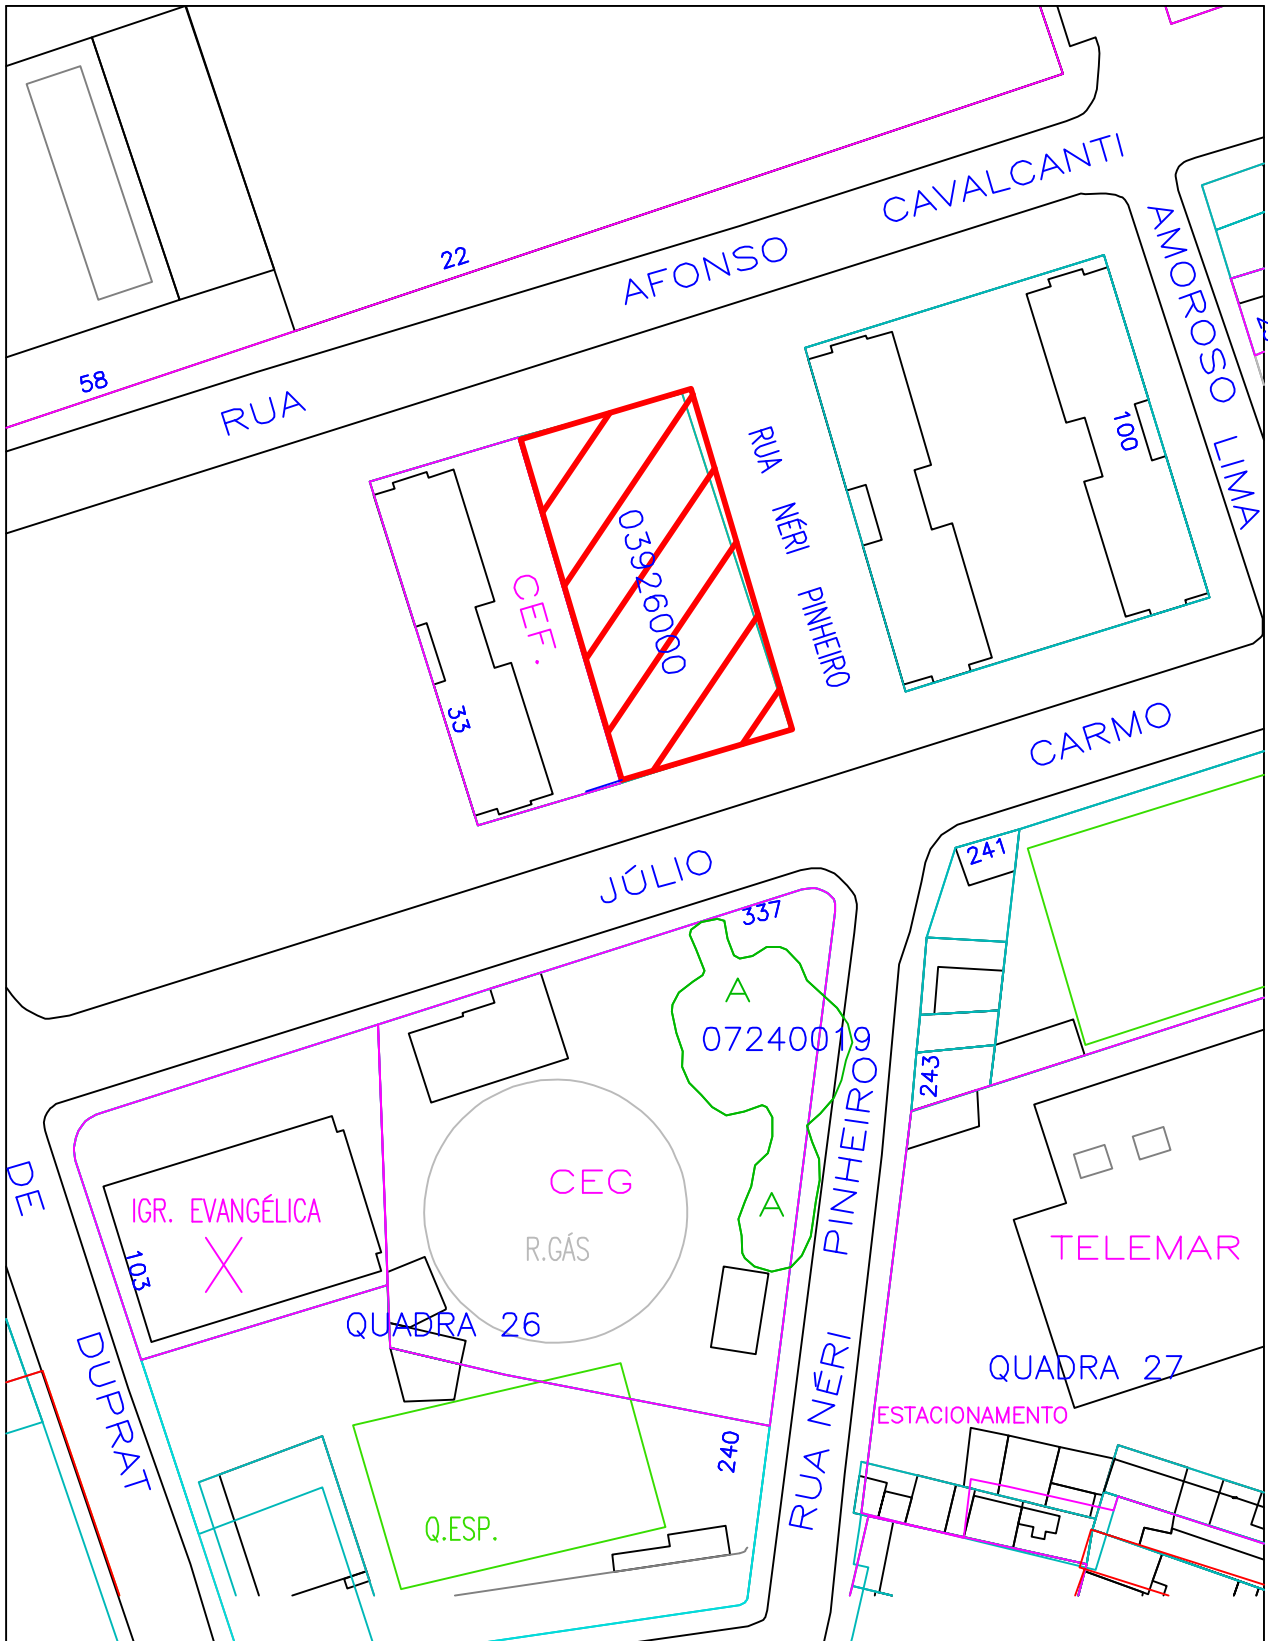 RUA AFONSO CAVALCANTI
22
58
AMOROSO LIMA
RUA NÉRI PINHEIRO
100
03926000
CEF.
33
JÚLIO CARMO
241
337
A
07240019
243
DE DUPRAT
IGR. EVANGÉLICA
103
CEG
R.GÁS
A
RUA NÉRI PINHEIRO
TELEMAR
QUADRA 26
QUADRA 27
ESTACIONAMENTO
240
Q.ESP.